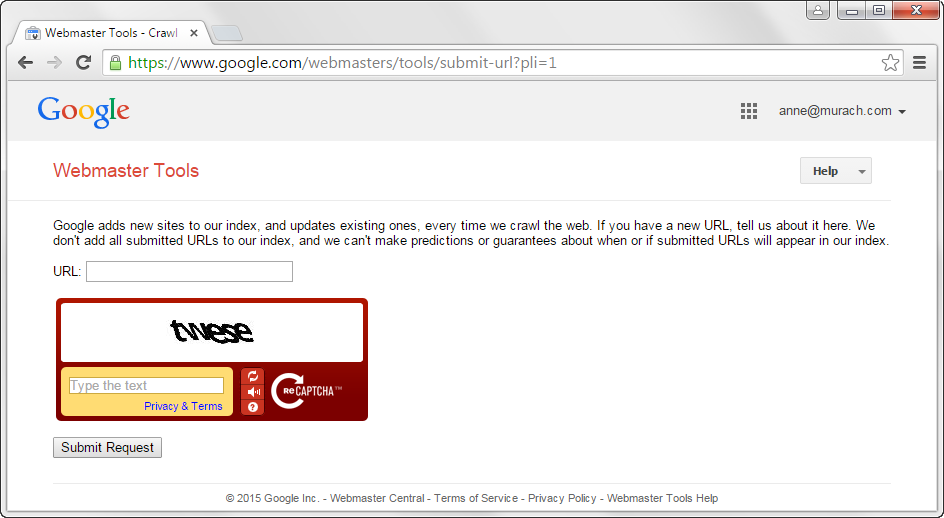 Webmaster Tools - Crawl
https://www.google.com/webmasters/tools/submit-url?pli=1
Google
anne@murach.com
Webmaster Tools
Help
Google adds new sites to our index, and updates existing ones, every time we crawl the web. If you have a new URL, tell us about it here. We
don't add all submitted URLs to our index, and we can't make predictions or guarantees about when or if submitted URLs will appear in our index.
URL:
twese
Type the text
Privacy & Terms
reCAPTCHA™
Submit Request
© 2015 Google Inc. - Webmaster Central - Terms of Service - Privacy Policy - Webmaster Tools Help